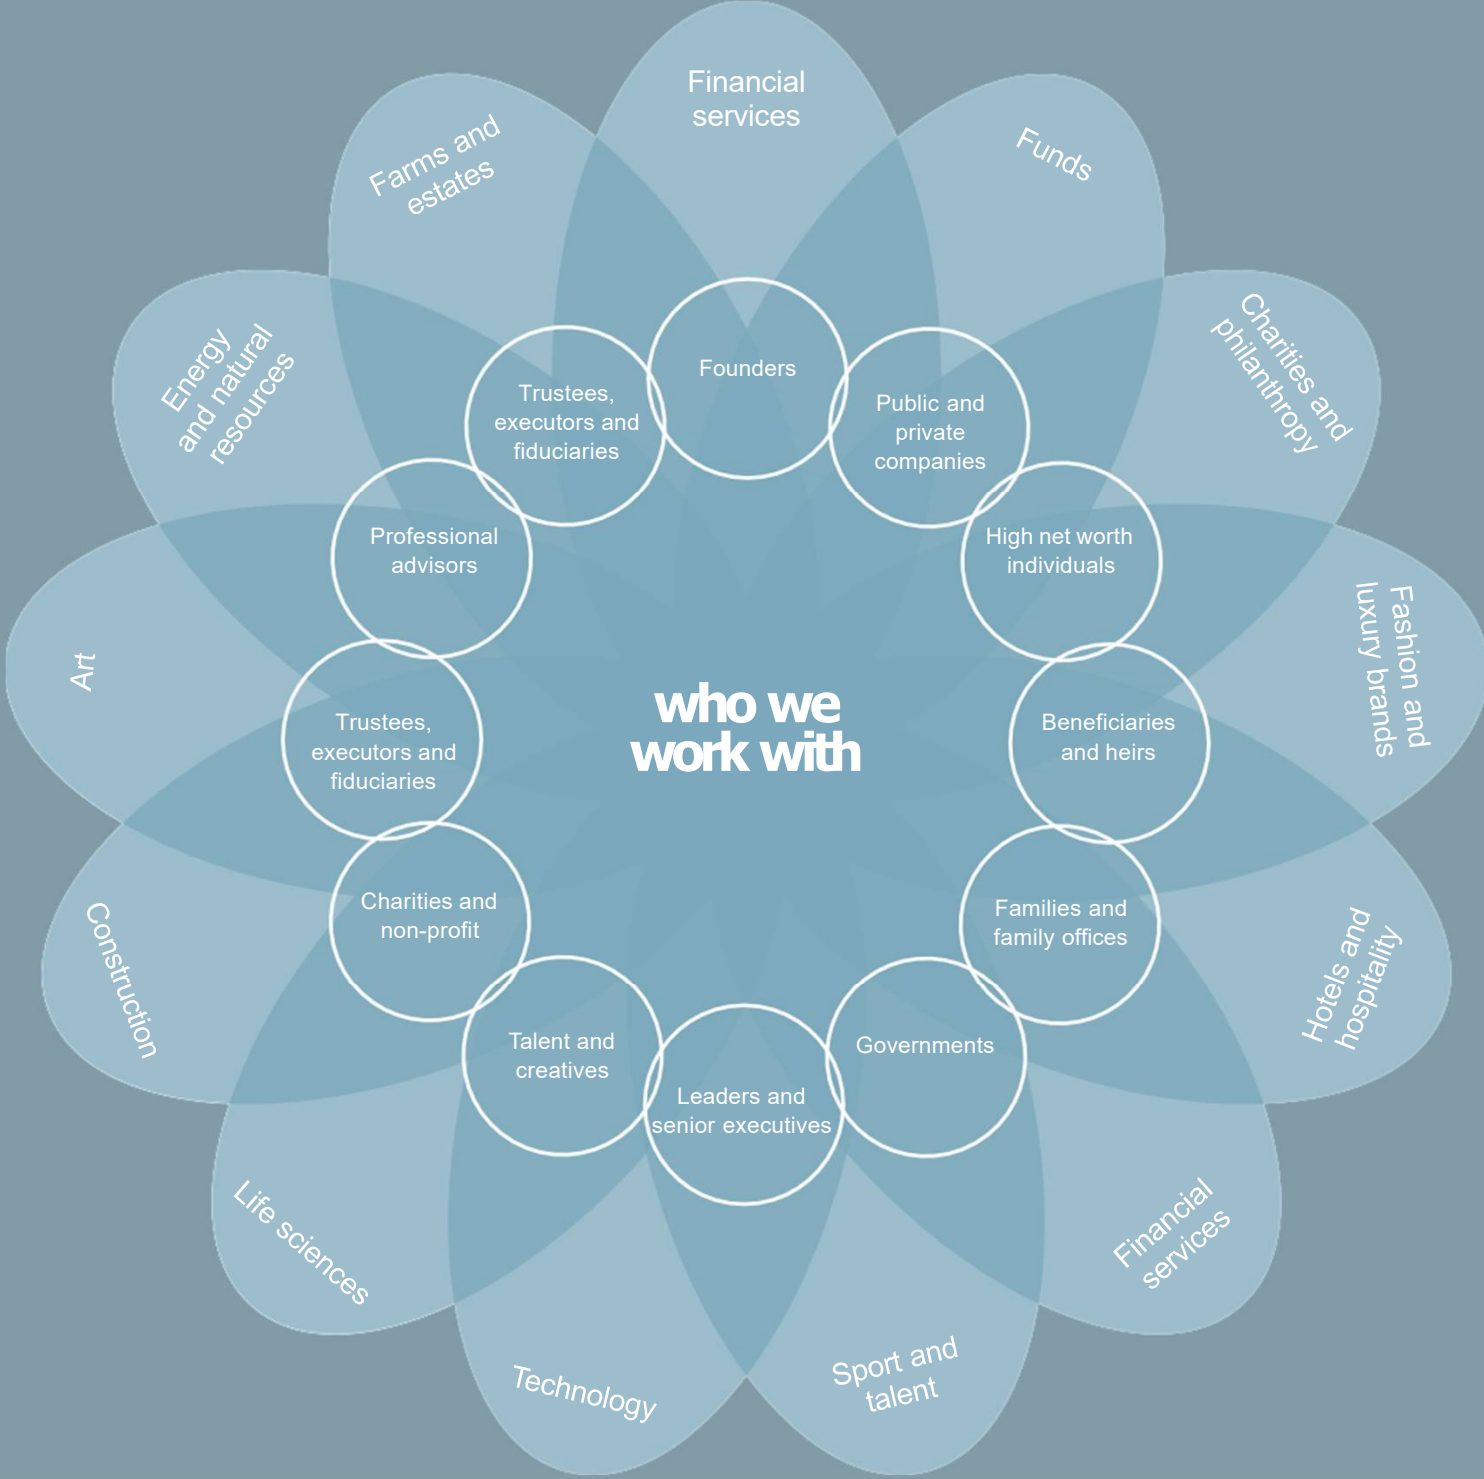 Financial
services
Funds
Charities and
philanthropy
Fashion and
luxury brands
Hotels and
hospitality
Financial
services
Sport and
talent
Technology
Life sciences
Construction
Art
Energy
and natural
resources
Farms and
estates
Founders
Public and
private
companies
High net worth
individuals
Beneficiaries
and heirs
Families and
family offices
Governments
Leaders and
senior executives
Talent and
creatives
Charities and
non-profit
Trustees,
executors and
fiduciaries
Professional
advisors
Trustees,
executors and
fiduciaries
who we
work with